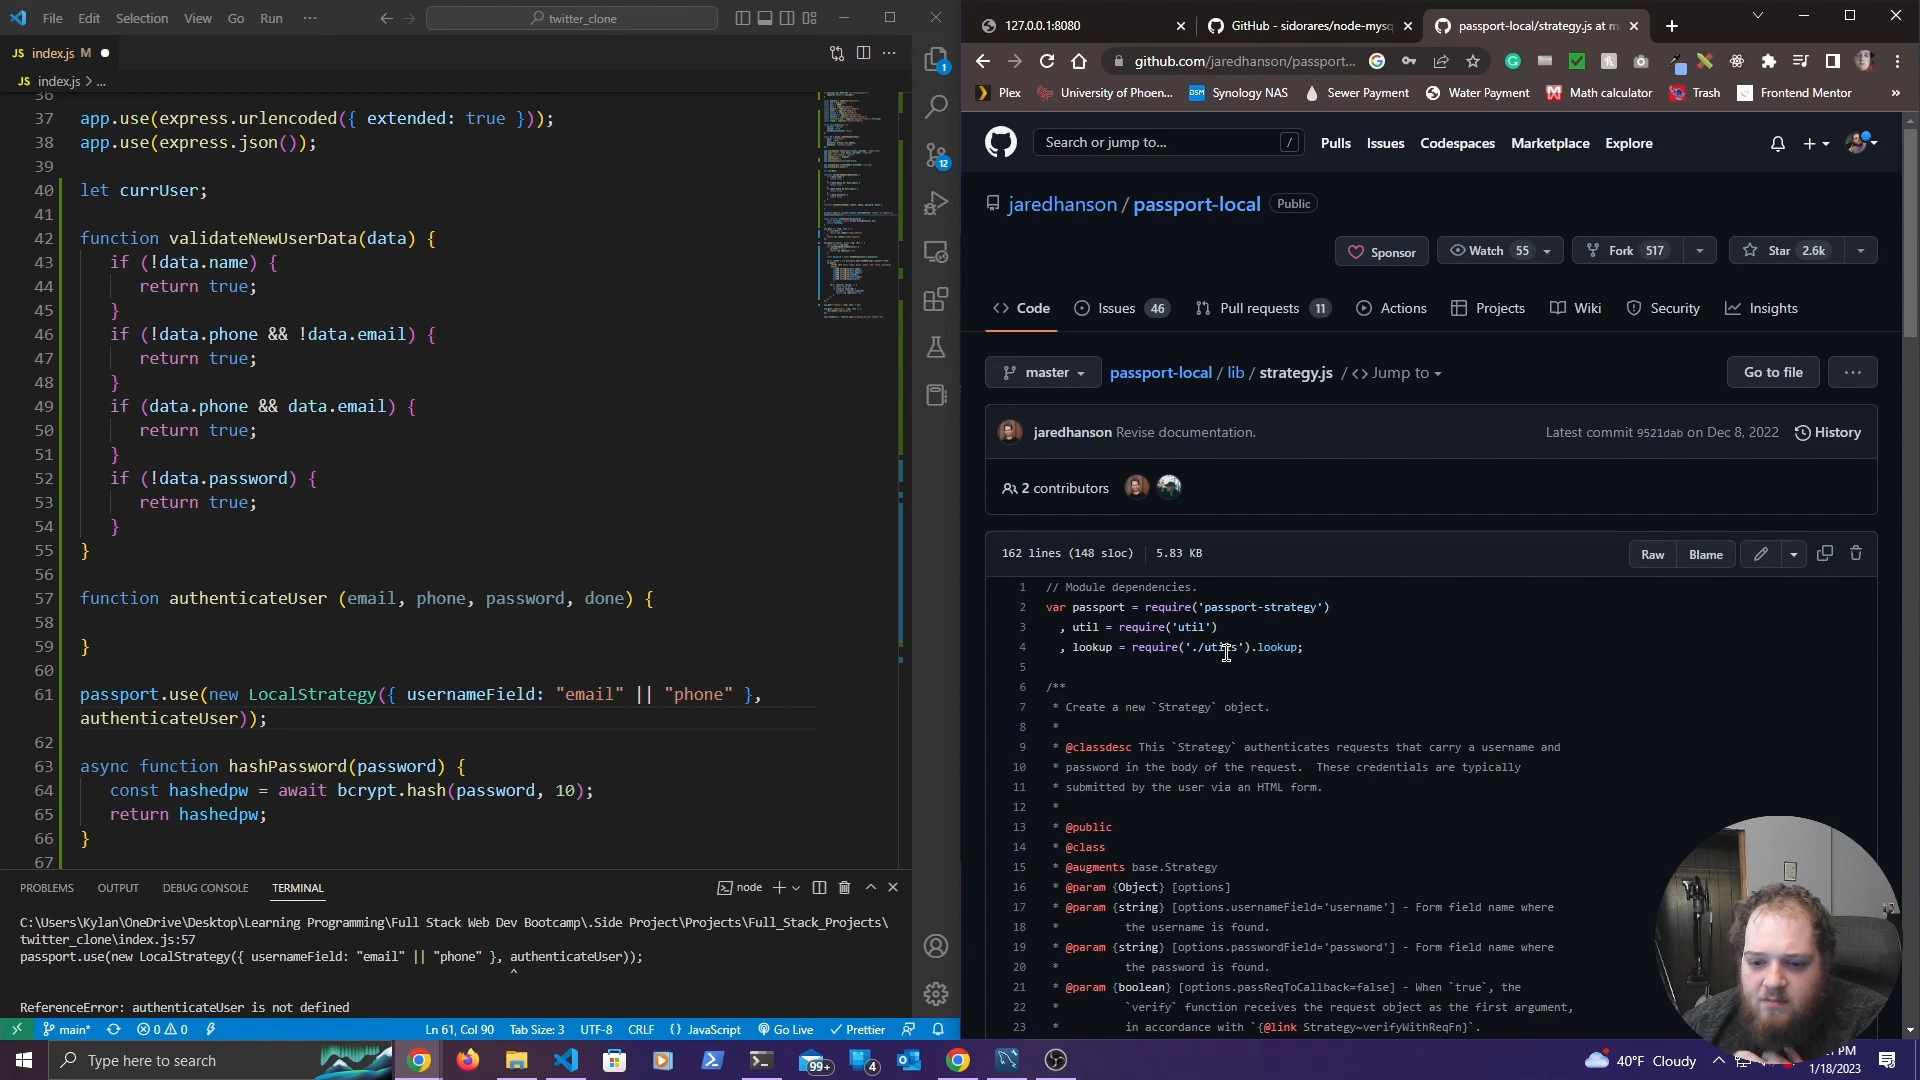 File Edit Selection View Go Run ··· twitter_clone
JS index.js M
JS index.js > ...
36
37 app.use(express.urlencoded({ extended: true }));
38 app.use(express.json());
39
40 let currUser;
41
42 function validateNewUserData(data) {
43 if (!data.name) {
44 return true;
45 }
46 if (!data.phone && !data.email) {
47 return true;
48 }
49 if (data.phone && data.email) {
50 return true;
51 }
52 if (!data.password) {
53 return true;
54 }
55 }
56
57 function authenticateUser (email, phone, password, done) {
58
59 }
60
61 passport.use(new LocalStrategy({ usernameField: "email" || "phone" },
authenticateUser));
62
63 async function hashPassword(password) {
64 const hashedpw = await bcrypt.hash(password, 10);
65 return hashedpw;
66 }
67
1
12
PROBLEMS OUTPUT DEBUG CONSOLE TERMINAL node
C:\Users\Kylan\OneDrive\Desktop\Learning Programming\Full Stack Web Dev Bootcamp\.Side Project\Projects\Full_Stack_Projects\
twitter_clone\index.js:57
passport.use(new LocalStrategy({ usernameField: "email" || "phone" }, authenticateUser));
^
ReferenceError: authenticateUser is not defined
main* 0 0 Ln 61, Col 90 Tab Size: 3 UTF-8 CRLF {} JavaScript Go Live Prettier
127.0.0.1:8080 GitHub - sidorares/node-mysq passport-local/strategy.js at m
github.com/jaredhanson/passport...
Plex University of Phoen... DSM Synology NAS Sewer Payment Water Payment Math calculator Trash Frontend Mentor »
Search or jump to... / Pulls Issues Codespaces Marketplace Explore
jaredhanson / passport-local Public
Sponsor Watch 55 Fork 517 Star 2.6k
Code Issues 46 Pull requests 11 Actions Projects Wiki Security Insights
master passport-local / lib / strategy.js / <> Jump to Go to file ···
jaredhanson Revise documentation. Latest commit 9521dab on Dec 8, 2022 History
2 contributors
162 lines (148 sloc) 5.83 KB Raw Blame
1 // Module dependencies.
2 var passport = require('passport-strategy')
3 , util = require('util')
4 , lookup = require('./utils').lookup;
5
6 /**
7 * Create a new `Strategy` object.
8 *
9 * @classdesc This `Strategy` authenticates requests that carry a username and
10 * password in the body of the request. These credentials are typically
11 * submitted by the user via an HTML form.
12 *
13 * @public
14 * @class
15 * @augments base.Strategy
16 * @param {Object} [options]
17 * @param {string} [options.usernameField='username'] - Form field name where
18 * the username is found.
19 * @param {string} [options.passwordField='password'] - Form field name where
20 * the password is found.
21 * @param {boolean} [options.passReqToCallback=false] - When `true`, the
22 * `verify` function receives the request object as the first argument,
23 * in accordance with `{@link Strategy~verifyWithReqFn}`.
Type here to search 99+ 4 40°F Cloudy PM
1/18/2023